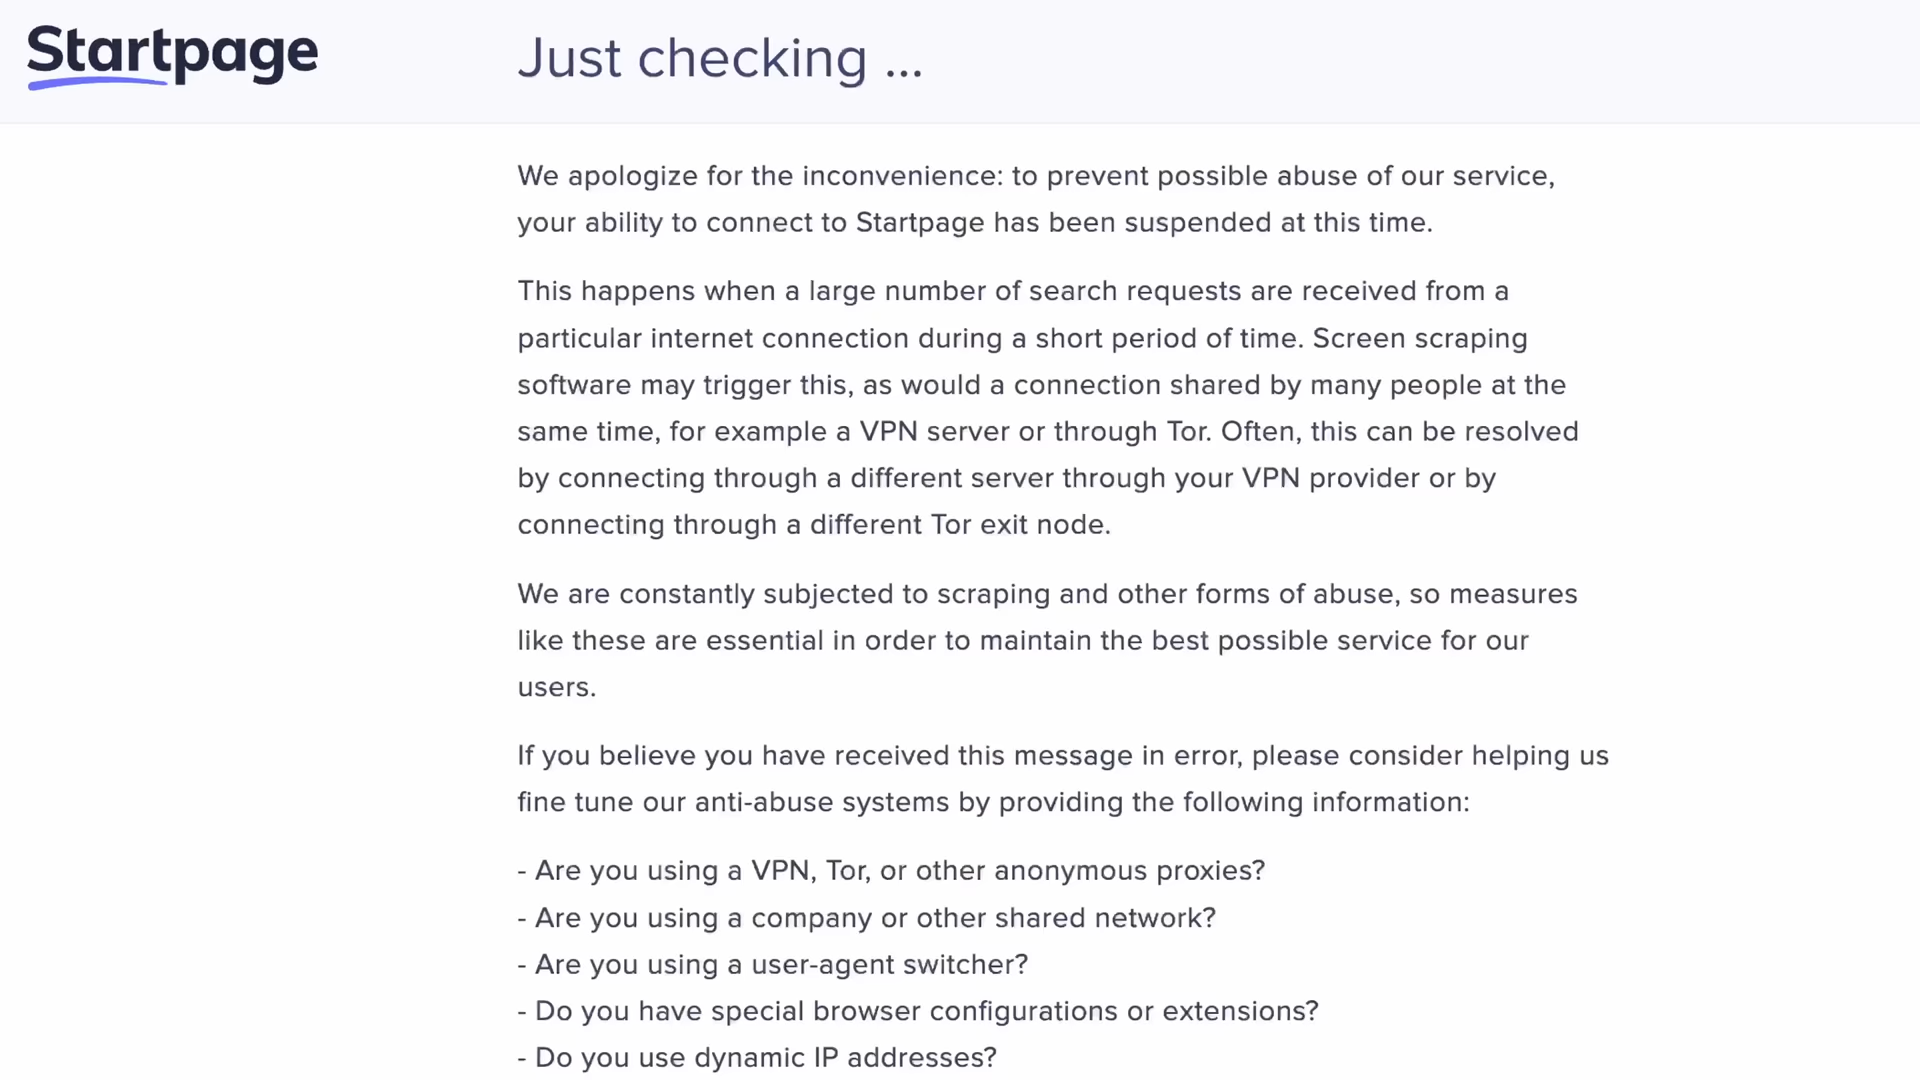 Startpage
Just checking ...
We apologize for the inconvenience: to prevent possible abuse of our service,
your ability to connect to Startpage has been suspended at this time.
This happens when a large number of search requests are received from a
particular internet connection during a short period of time. Screen scraping
software may trigger this, as would a connection shared by many people at the
same time, for example a VPN server or through Tor. Often, this can be resolved
by connecting through a different server through your VPN provider or by
connecting through a different Tor exit node.
We are constantly subjected to scraping and other forms of abuse, so measures
like these are essential in order to maintain the best possible service for our
users.
If you believe you have received this message in error, please consider helping us
fine tune our anti-abuse systems by providing the following information:
- Are you using a VPN, Tor, or other anonymous proxies?
- Are you using a company or other shared network?
- Are you using a user-agent switcher?
- Do you have special browser configurations or extensions?
- Do you use dynamic IP addresses?